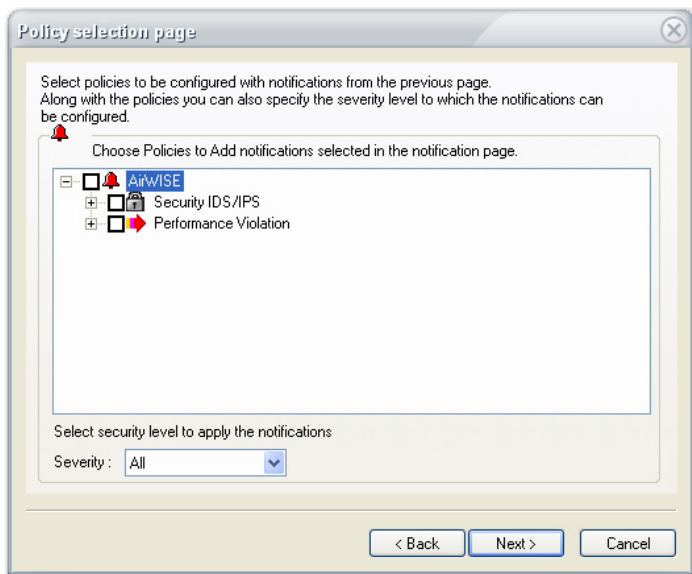 Policy selection page
Select policies to be configured with notifications from the previous page.
Along with the policies you can also specify the severity level to which the notifications can
be configured.
Choose Policies to Add notifications selected in the notification page.
AirWISE
Security IDS/IPS
Performance Violation
Select security level to apply the notifications
Severity : All
< Back Next > Cancel